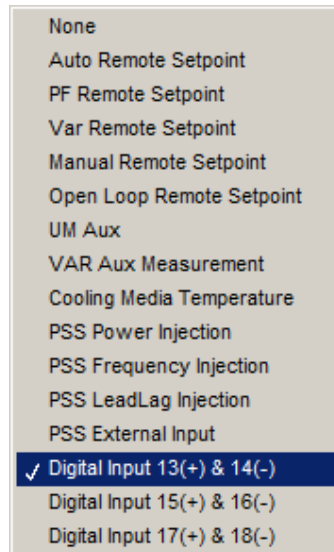 None
Auto Remote Setpoint
PF Remote Setpoint
Var Remote Setpoint
Manual Remote Setpoint
Open Loop Remote Setpoint
UM Aux
VAR Aux Measurement
Cooling Media Temperature
PSS Power Injection
PSS Frequency Injection
PSS LeadLag Injection
PSS External Input
✓ Digital Input 13(+) & 14(-)
Digital Input 15(+) & 16(-)
Digital Input 17(+) & 18(-)